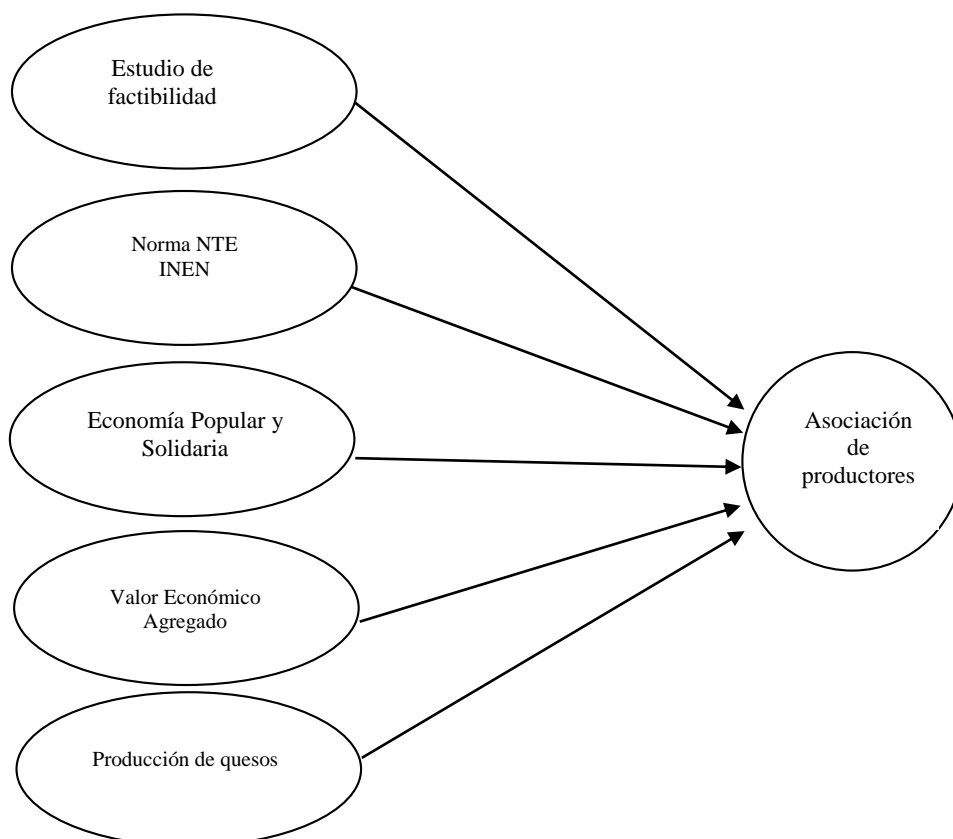 Estudio de
factibilidad
Norma NTE
INEN
Economía Popular y
Solidaria
Valor Económico
Agregado
Producción de quesos
Asociación
de
productores